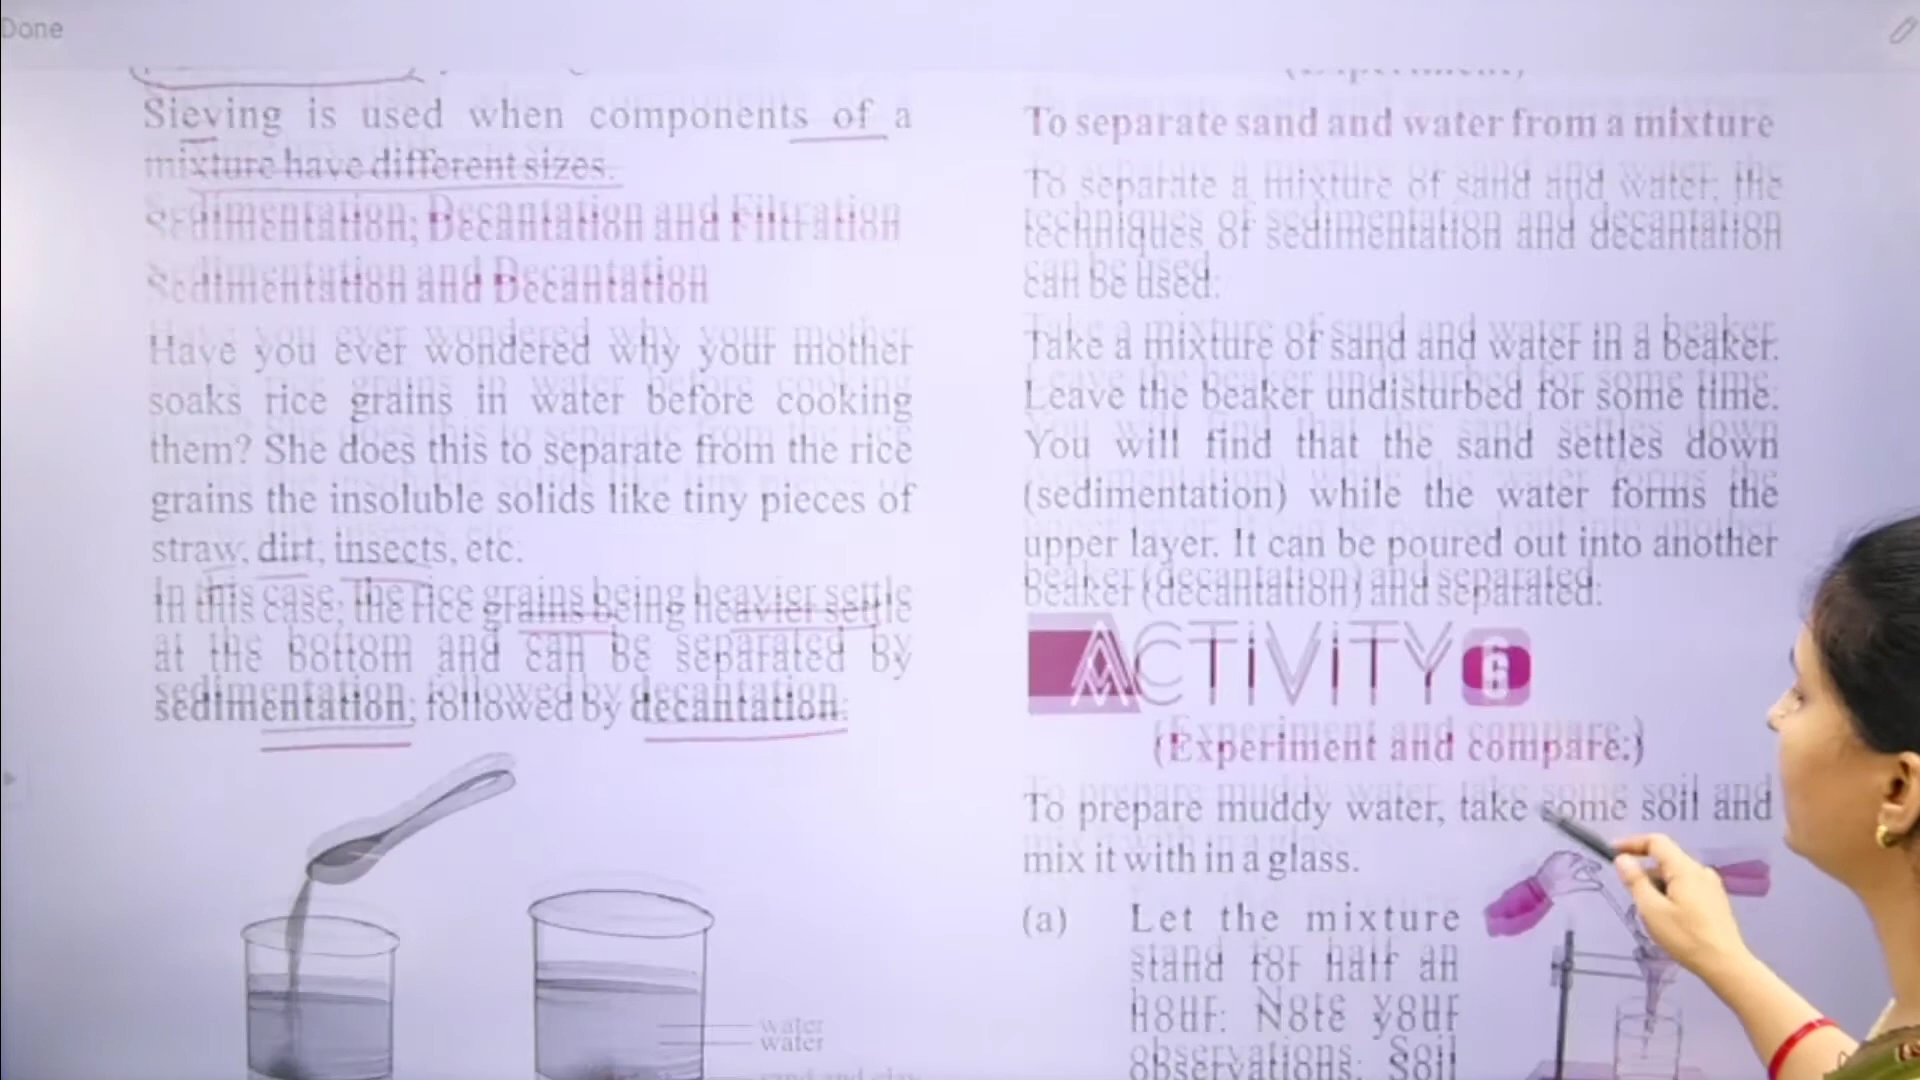 Done
Sieving is used when components of a
mixture have different sizes.
Sedimentation, Decantation and Filtration
Sedimentation and Decantation
Have you ever wondered why your mother
soaks rice grains in water before cooking
them? She does this to separate from the rice
grains the insoluble solids like tiny pieces of
straw, dirt, insects, etc.
In this case, the rice grains being heavier settle
at the bottom and can be separated by
sedimentation, followed by decantation.
water
water
sand and clay
(Experiment)
To separate sand and water from a mixture
To separate a mixture of sand and water, the
techniques of sedimentation and decantation
can be used.
Take a mixture of sand and water in a beaker.
Leave the beaker undisturbed for some time.
You will find that the sand settles down
(sedimentation) while the water forms the
upper layer. It can be poured out into another
beaker (decantation) and separated.
ACTiViTY 6
(Experiment and compare.)
To prepare muddy water, take some soil and
mix it with in a glass.
(a) Let the mixture
stand for half an
hour. Note your
observations. Soil